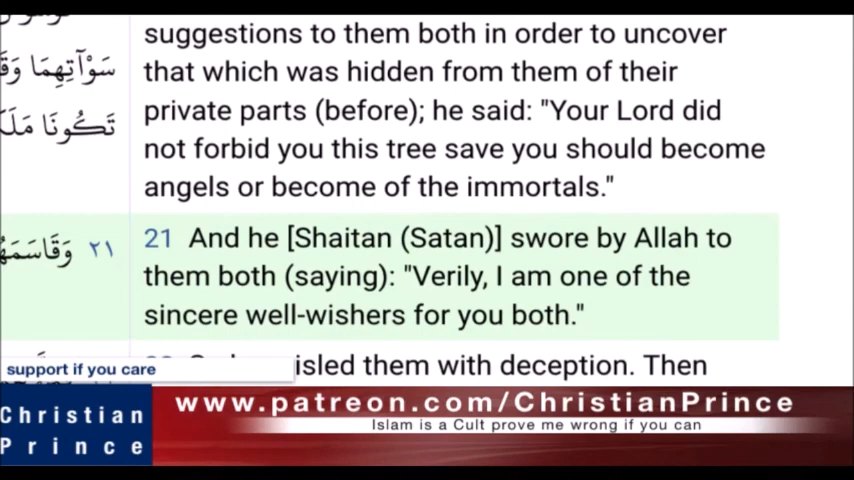 suggestions to them both in order to uncover
سَوْآتِهِمَا
that which was hidden from them of their
private parts (before); he said: "Your Lord did
تَكُونَا
not forbid you this tree save you should become
angels or become of the immortals."
٢١
21 And he [Shaitan (Satan)] swore by Allah to
them both (saying): "Verily, I am one of the
sincere well-wishers for you both."
them with deception. Then
support if you care
Christian
Prince
www.patreon.com/ChristianPrince
Islam is a Cult prove me wrong if you can